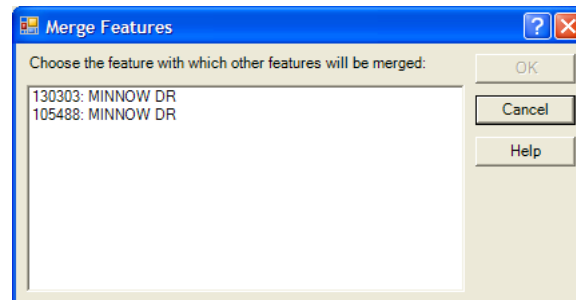 Merge Features
?
X
Choose the feature with which other features will be merged:
OK
130303: MINNOW DR
105488: MINNOW DR
Cancel
Help